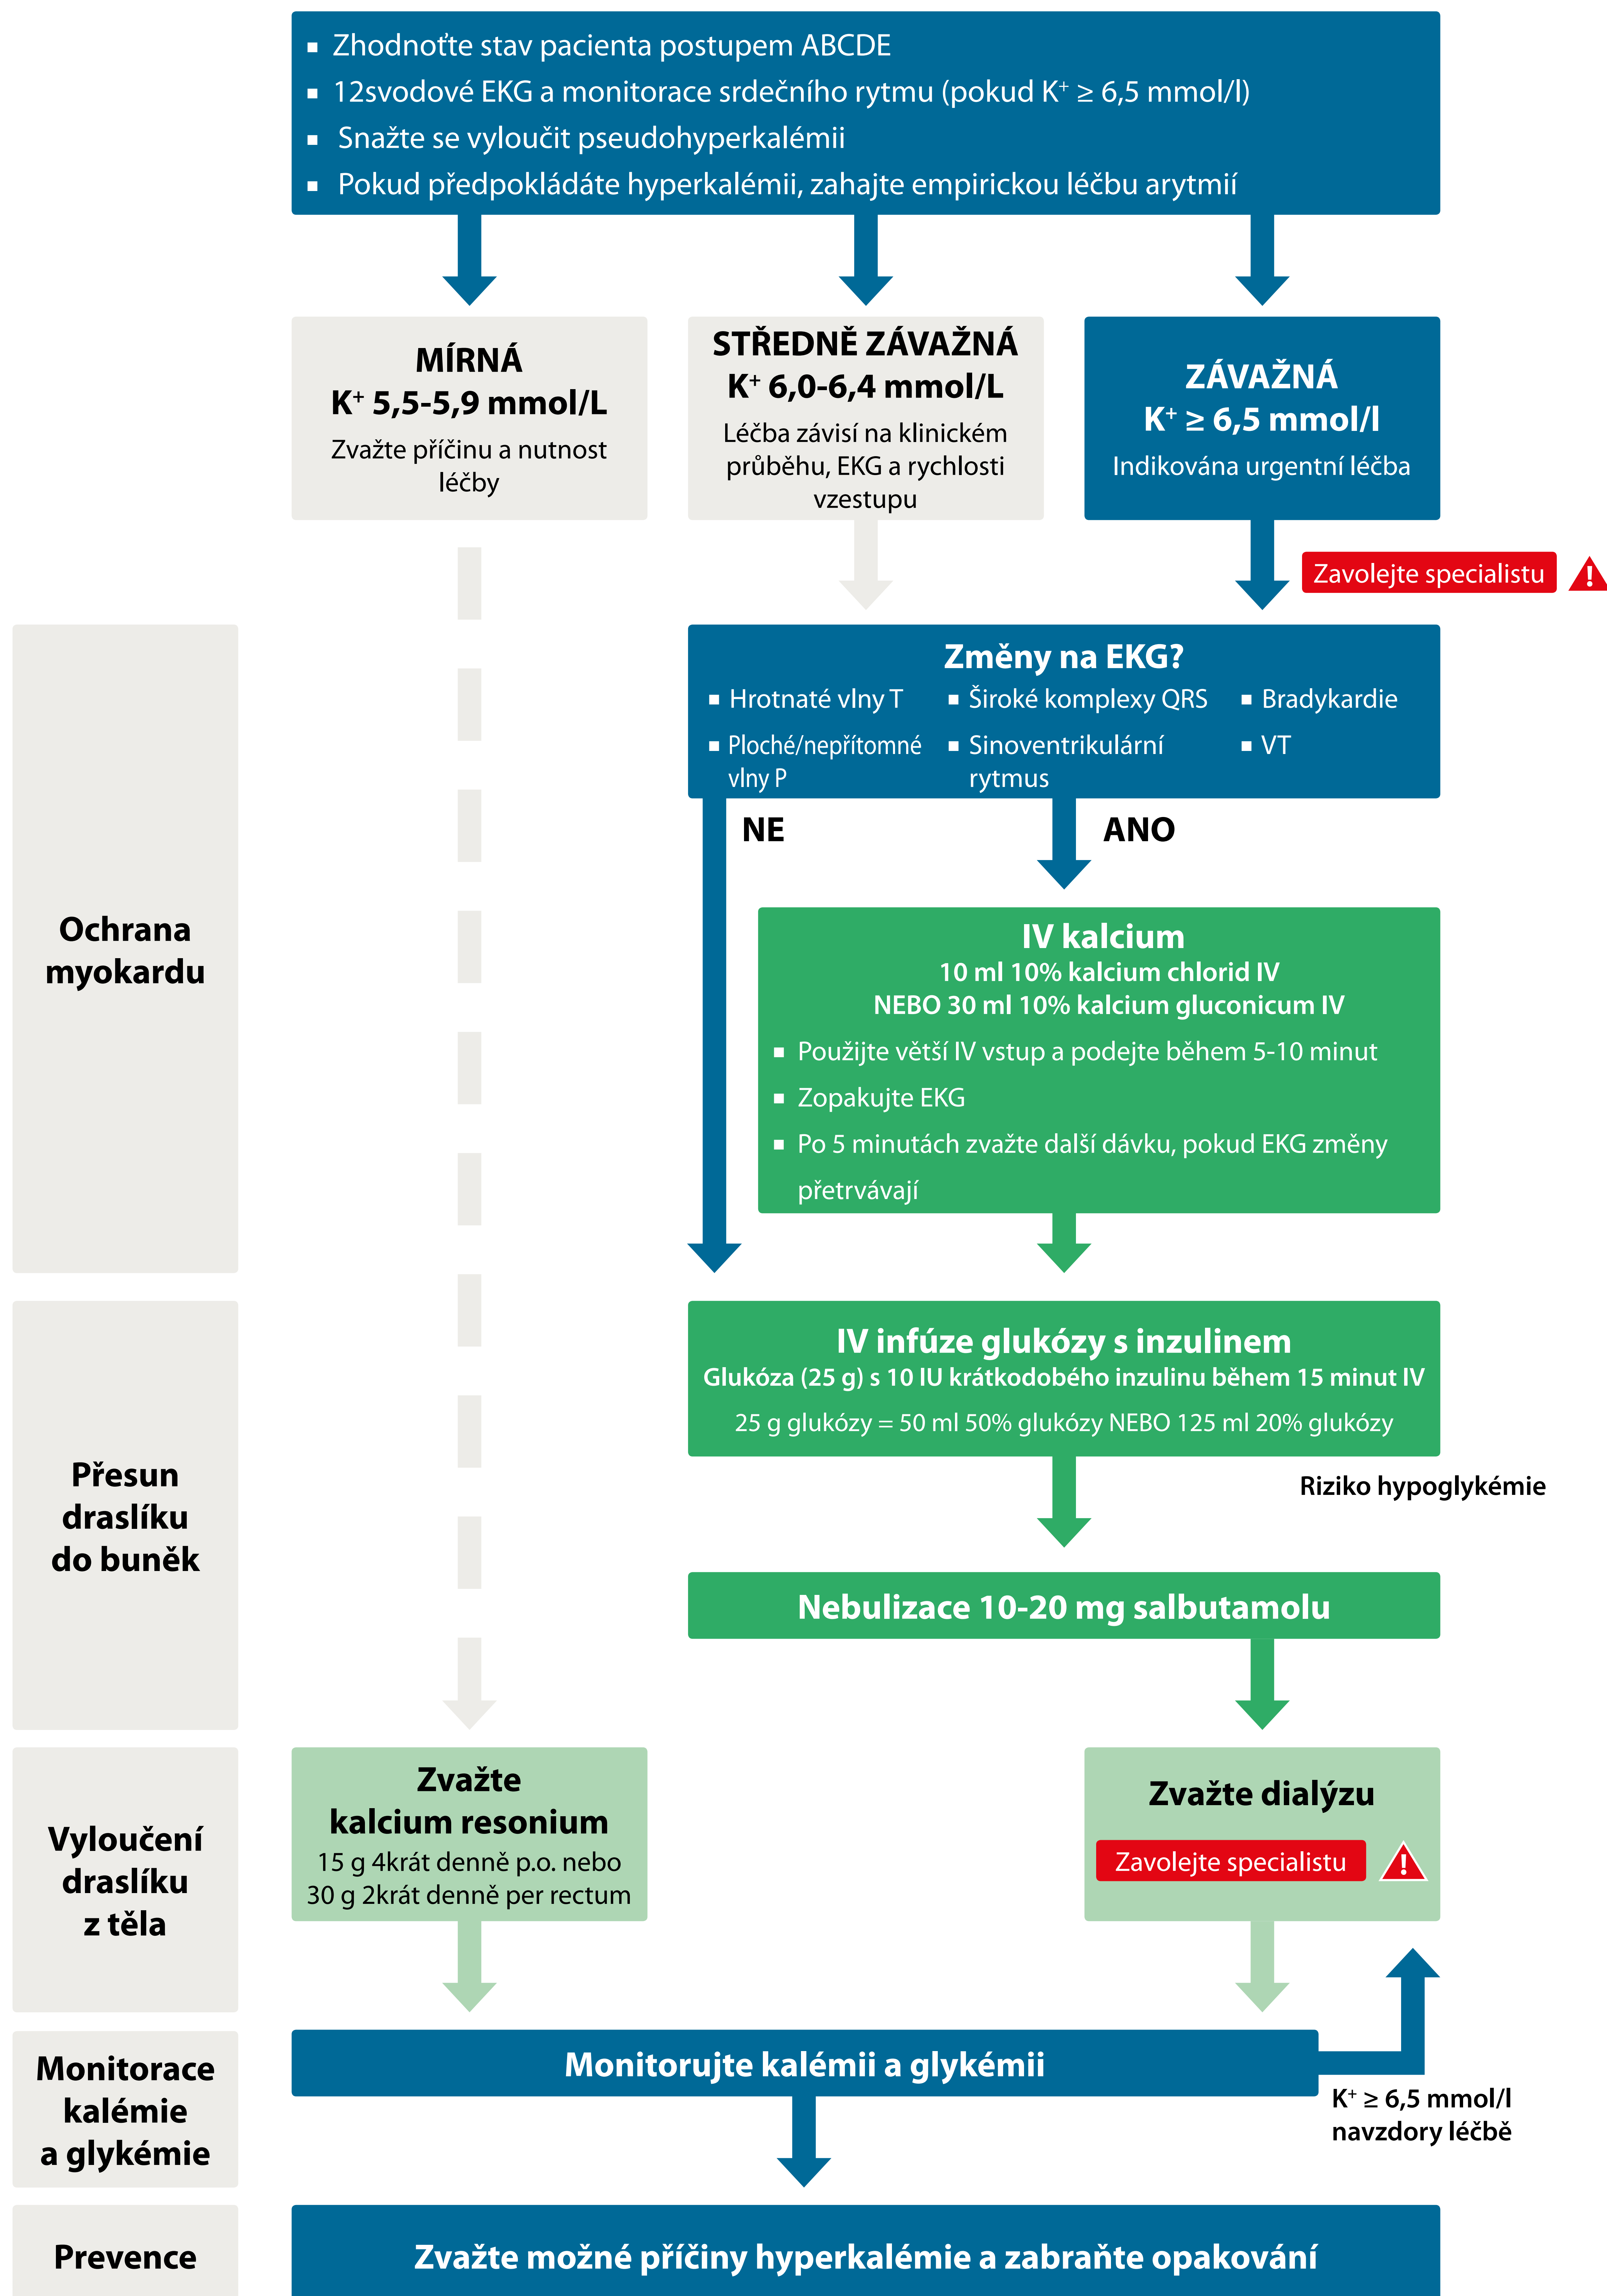 Zhodnoťte stav pacienta postupem ABCDE
12svodové EKG a monitorace srdečního rytmu (pokud K⁺ ≥ 6,5 mmol/l)
Snažte se vyloučit pseudohyperkalémii
Pokud předpokládáte hyperkalémii, zahajte empirickou léčbu arytmií
MÍRNÁ
K⁺ 5,5-5,9 mmol/L
Zvažte příčinu a nutnost
léčby
STŘEDNĚ ZÁVAŽNÁ
K⁺ 6,0-6,4 mmol/L
Léčba závisí na klinickém
průběhu, EKG a rychlosti
vzestupu
ZÁVAŽNÁ
K⁺ ≥ 6,5 mmol/l
Indikována urgentní léčba
Zavolejte specialistu
!
Ochrana
myokardu
Změny na EKG?
Hrotnaté vlny T
Ploché/nepřítomné
vlny P
Široké komplexy QRS
Sinoventrikulární
rytmus
Bradykardie
VT
NE
ANO
IV kalcium
10 ml 10% kalcium chlorid IV
NEBO 30 ml 10% kalcium gluconicum IV
Použijte větší IV vstup a podejte během 5-10 minut
Zopakujte EKG
Po 5 minutách zvažte další dávku, pokud EKG změny
přetrvávají
Přesun
draslíku
do buněk
IV infúze glukózy s inzulinem
Glukóza (25 g) s 10 IU krátkodobého inzulinu během 15 minut IV
25 g glukózy = 50 ml 50% glukózy NEBO 125 ml 20% glukózy
Riziko hypoglykémie
Nebulizace 10-20 mg salbutamolu
Vyloučení
draslíku
z těla
Zvažte
kalcium resonium
15 g 4krát denně p.o. nebo
30 g 2krát denně per rectum
Zvažte dialýzu
Zavolejte specialistu
!
Monitorace
kalémie
a glykémie
Monitorujte kalémii a glykémii
K⁺ ≥ 6,5 mmol/l
navzdory léčbě
Prevence
Zvažte možné příčiny hyperkalémie a zabraňte opakování